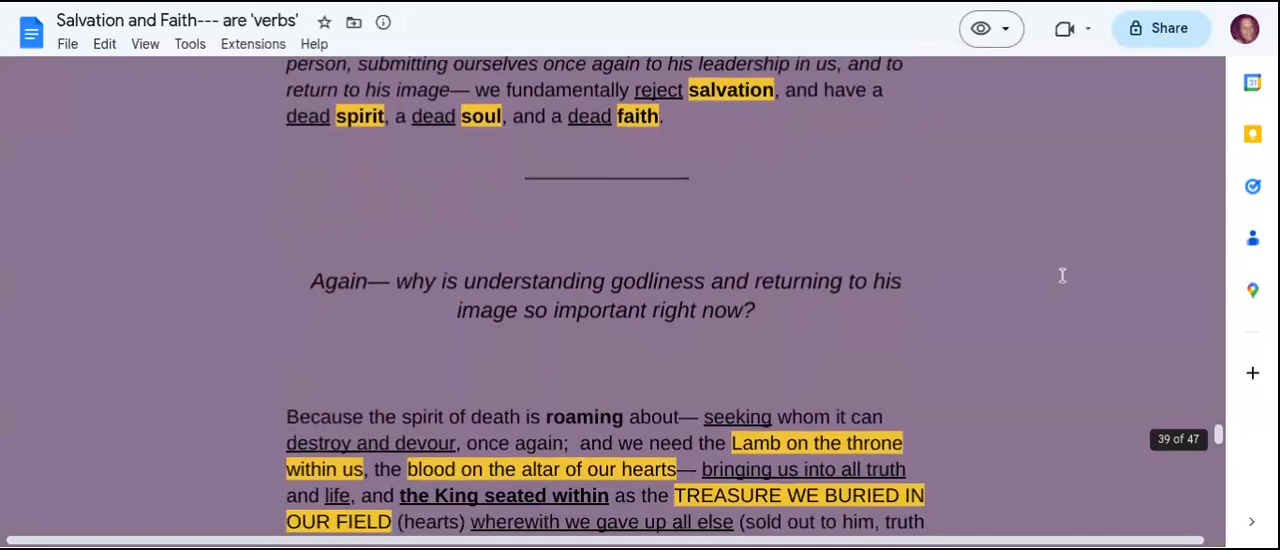 Salvation and Faith--- are 'verbs'
File Edit View Tools Extensions Help
Share
person, submitting ourselves once again to his leadership in us, and to
return to his image— we fundamentally reject salvation, and have a
dead spirit, a dead soul, and a dead faith.
Again— why is understanding godliness and returning to his
image so important right now?
Because the spirit of death is roaming about— seeking whom it can
destroy and devour, once again; and we need the Lamb on the throne
within us, the blood on the altar of our hearts— bringing us into all truth
and life, and the King seated within as the TREASURE WE BURIED IN
OUR FIELD (hearts) wherewith we gave up all else (sold out to him, truth
39 of 47
31